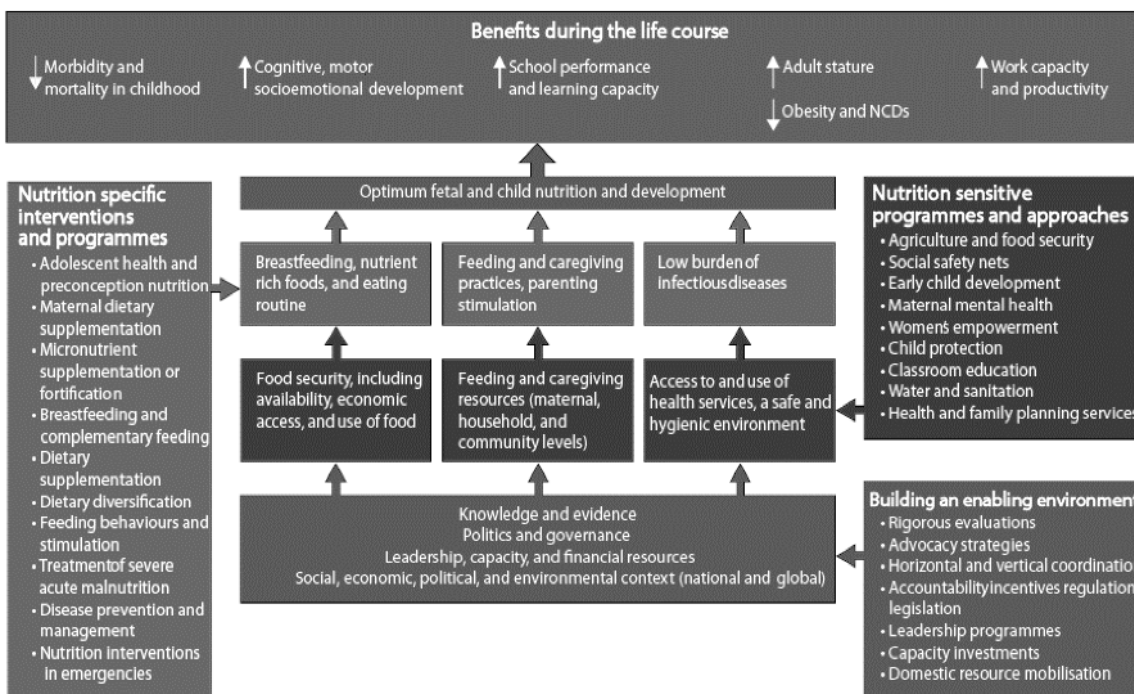 Benefits during the life course
Morbidity and
mortality in childhood
Cognitive, motor
socioemotional development
School performance
and learning capacity
Adult stature
Obesity and NCDs
Work capacity
and productivity
Nutrition specific
interventions
and programmes
• Adolescent health and
preconception nutrition
• Maternal dietary
supplementation
• Micronutrient
supplementation or
fortification
• Breastfeeding and
complementary feeding
• Dietary
supplementation
• Dietary diversification
• Feeding behaviours and
stimulation
• Treatmentof severe
acute malnutrition
• Disease prevention and
management
• Nutrition interventions
in emergencies
Optimum fetal and child nutrition and development
Breastfeeding, nutrient
rich foods, and eating
routine
Feeding and caregiving
practices, parenting
stimulation
Low burden of
infectious diseases
Food security, including
availability, economic
access, and use of food
Feeding and caregiving
resources (maternal,
household, and
community levels)
Access to and use of
health services, a safe and
hygienic environment
Knowledge and evidence
Politics and governance
Leadership, capacity, and financial resources
Social, economic, political, and environmental context (national and global)
Nutrition sensitive
programmes and approaches
• Agriculture and food security
• Social safety nets
• Early child development
• Maternal mental health
• Women's empowerment
• Child protection
• Classroom education
• Water and sanitation
• Health and family planning services
Building an enabling environment
• Rigorous evaluations
• Advocacy strategies
• Horizontal and vertical coordination
• Accountability incentives regulation
legislation
• Leadership programmes
• Capacity investments
• Domestic resource mobilisation